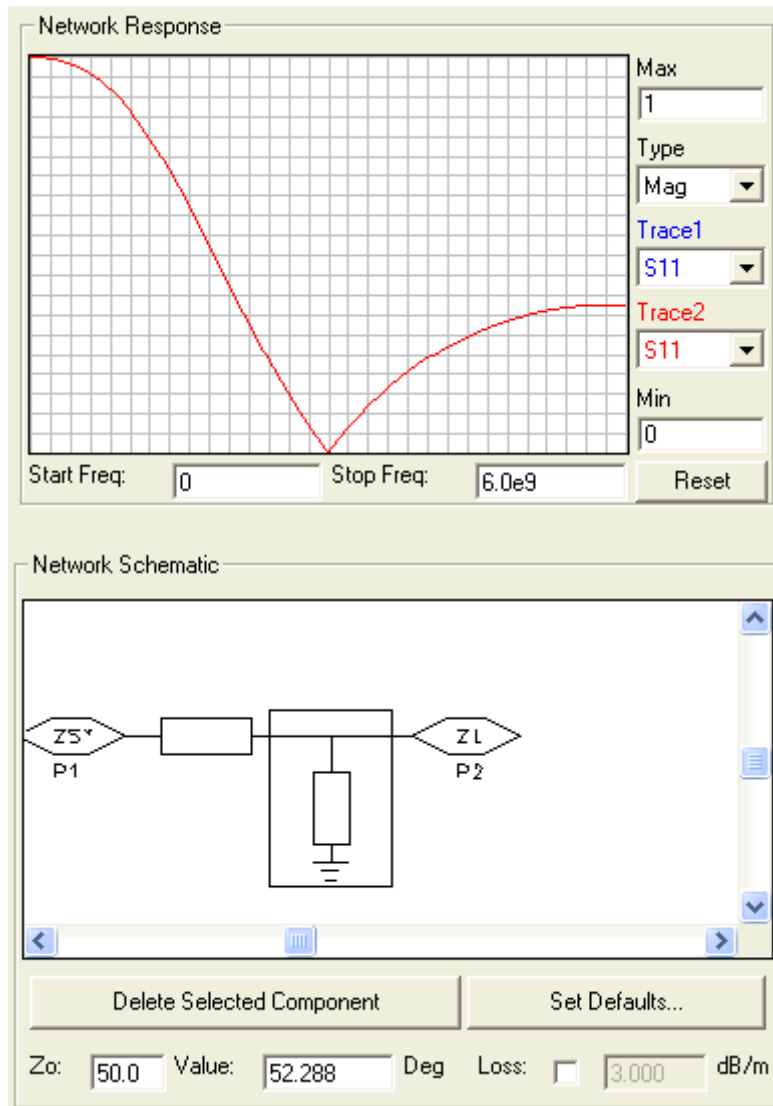 Network Response
Max
1
Type
Mag
Trace1
S11
Trace2
S11
Min
0
Start Freq: 0 Stop Freq: 6.0e9 Reset
Network Schematic
ZS* ZL
P1 P2
Delete Selected Component Set Defaults...
Zo: 50.0 Value: 52.288 Deg Loss: 3.000 dB/m